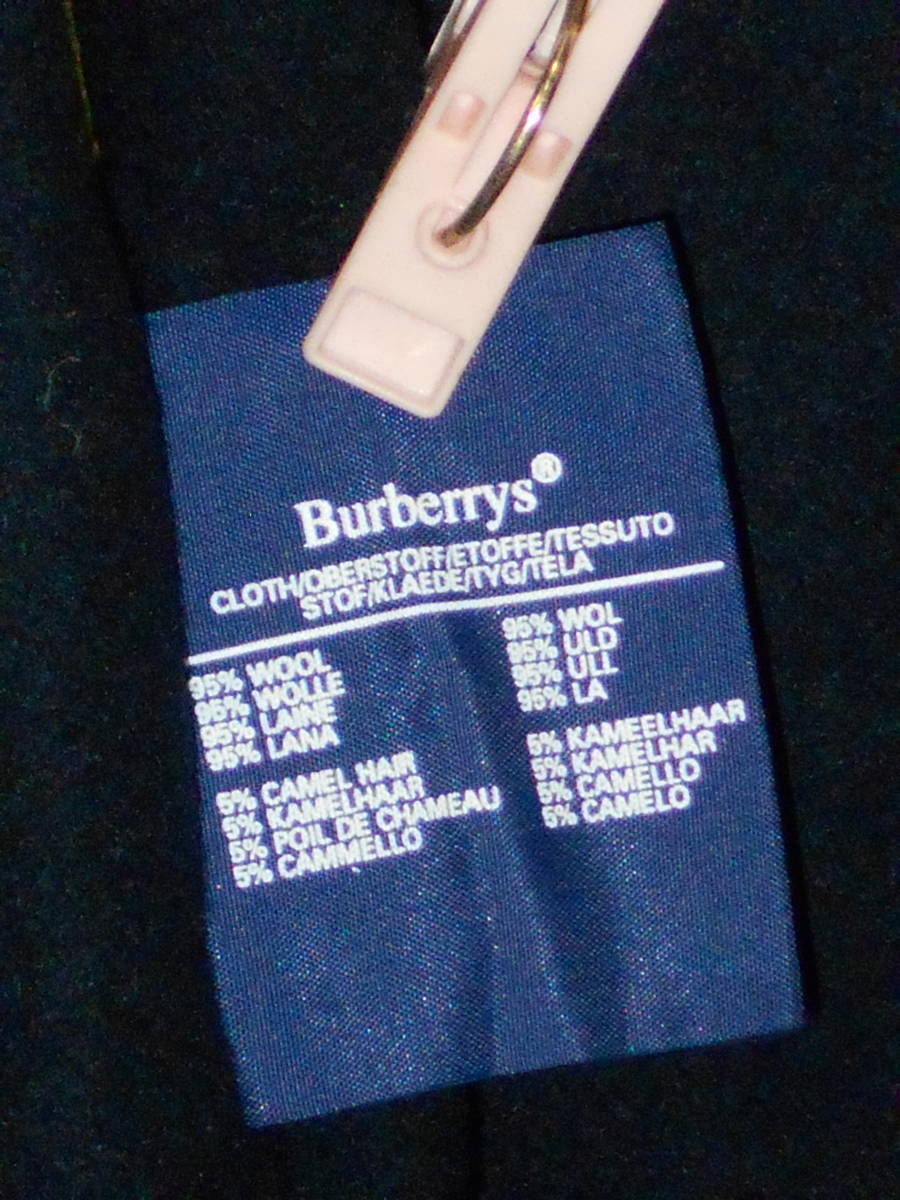 Burberrys®
CLOTH/OBERSTOFF/ETOFFE/TESSUTO
STOF/KLAEDE/TYG/TELA
95% WOOL
95% WOLLE
95% LAINE
95% LANA
5% CAMEL HAIR
5% KAMELHAAR
5% POIL DE CHAMEAU
5% CAMMELLO
95% WOL
95% ULD
95% ULL
95% LA
5% KAMEELHAAR
5% KAMELHAR
5% CAMELLO
5% CAMELO